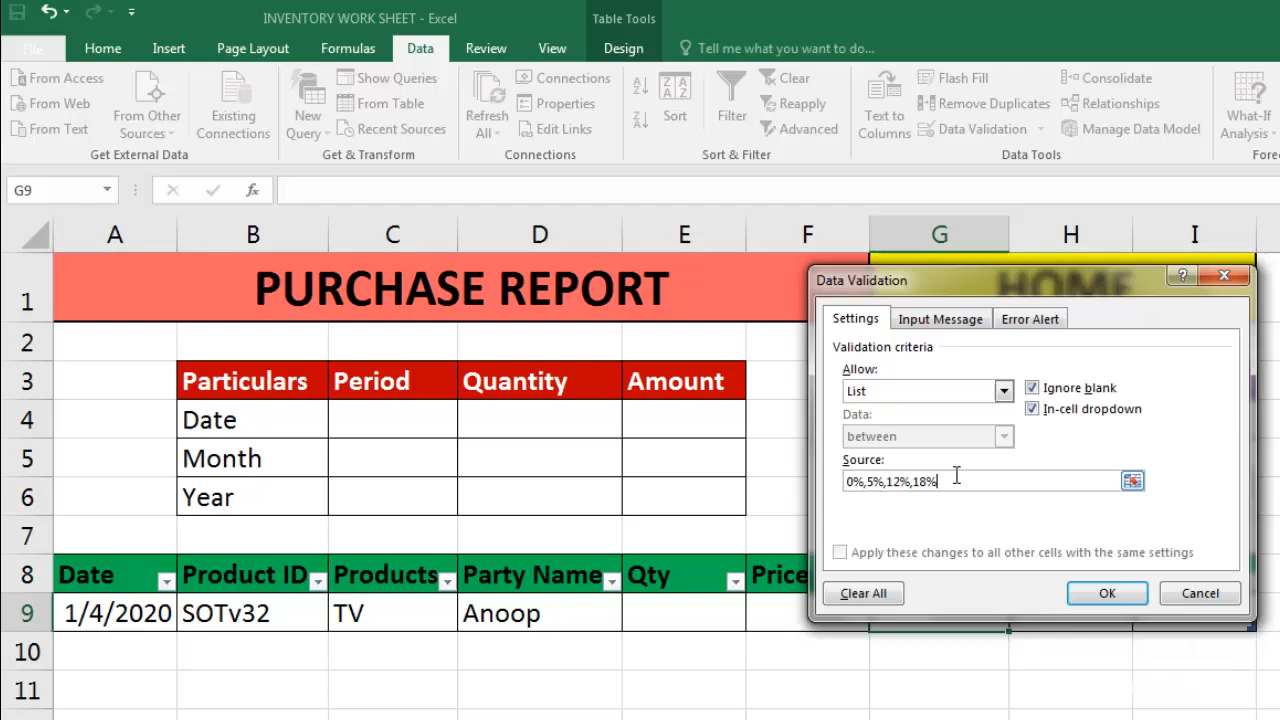 INVENTORY WORK SHEET - Excel
Table Tools
File Home Insert Page Layout Formulas Data Review View Design Tell me what you want to do...
From Access
From Web
From Text
From Other Sources
Existing Connections
Get External Data
New Query
Show Queries
From Table
Recent Sources
Get & Transform
Refresh All
Connections
Properties
Edit Links
Connections
Sort
Filter
Clear
Reapply
Advanced
Sort & Filter
Text to Columns
Flash Fill
Remove Duplicates
Data Validation
Consolidate
Relationships
Manage Data Model
Data Tools
What-If Analysis
Fore
G9 fx
A B C D E F G H I
1 PURCHASE REPORT HOME
2
3 Particulars Period Quantity Amount
4 Date
5 Month
6 Year
7
8 Date Product ID Products Party Name Qty Price
9 1/4/2020 SOTv32 TV Anoop
10
11
Data Validation
Settings Input Message Error Alert
Validation criteria
Allow:
List
Ignore blank
In-cell dropdown
Data:
between
Source:
0%,5%,12%,18%
Apply these changes to all other cells with the same settings
Clear All OK Cancel